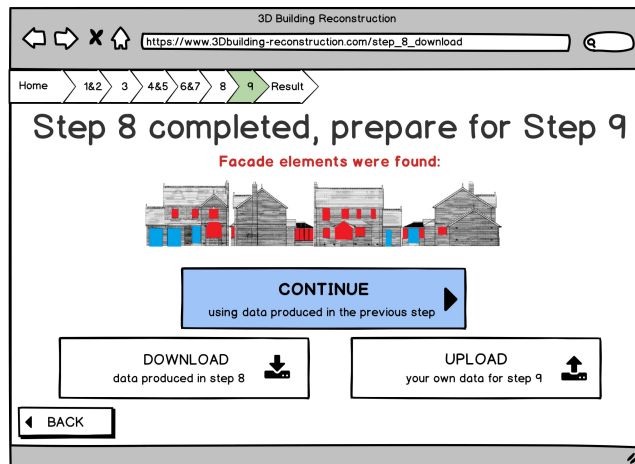 3D Building Reconstruction
https://www.3Dbuilding-reconstruction.com/step_8_download
Home 1&2 3 4&5 6&7 8 9 Result
Step 8 completed, prepare for Step 9
Facade elements were found:
CONTINUE
using data produced in the previous step
DOWNLOAD
data produced in step 8
UPLOAD
your own data for step 9
BACK